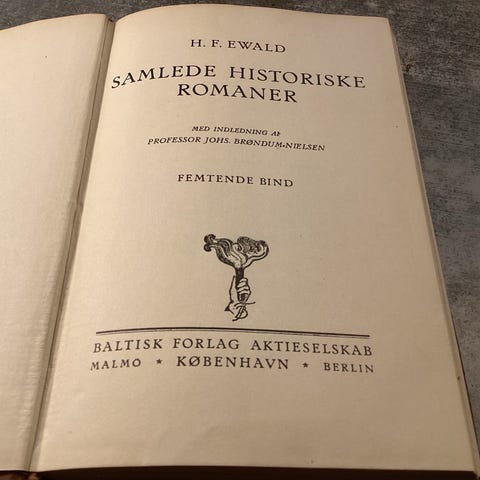 H. F. EWALD
SAMLEDE HISTORISKE
ROMANER
MED INDLEDNING AF
PROFESSOR JOHS. BRØNDUM-NIELSEN
FEMTENDE BIND
BALTISK FORLAG AKTIESELSKAB
MALMO * KØBENHAVN * BERLIN